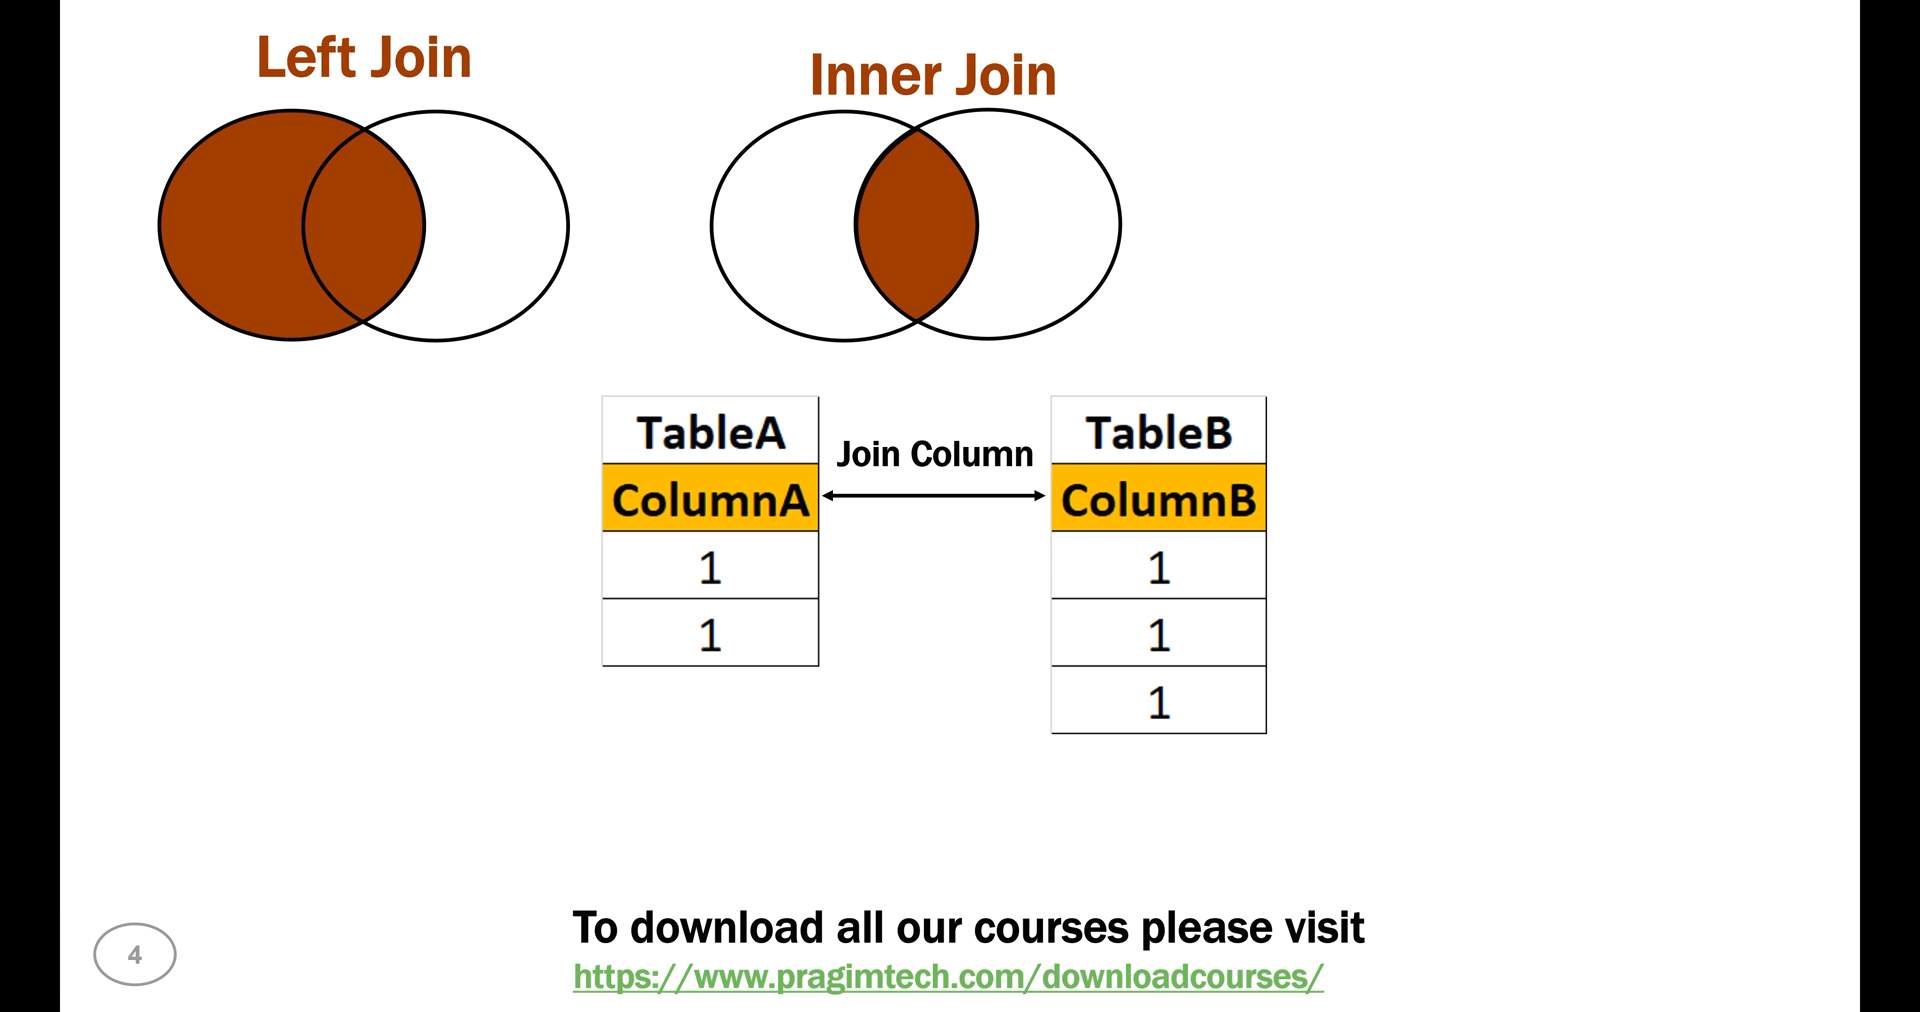 Left Join
Inner Join
TableA
Join Column
TableB
ColumnA
ColumnB
1
1
1
1
1
To download all our courses please visit
https://www.pragimtech.com/downloadcourses/
4